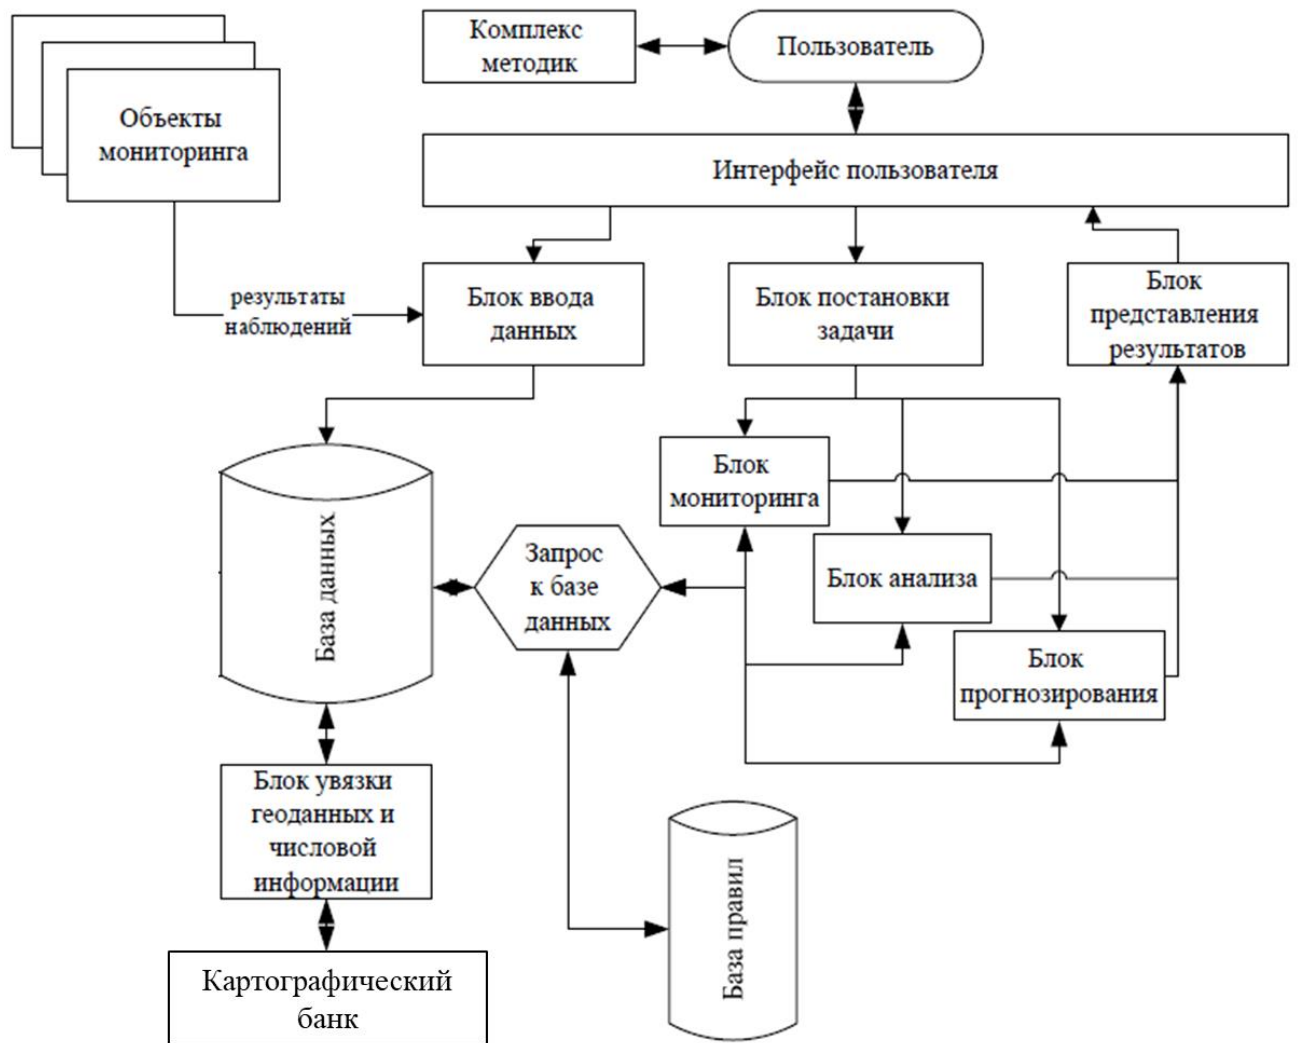 Комплекс
методик
Пользователь
Объекты
мониторинга
Интерфейс пользователя
результаты
наблюдений
Блок ввода
данных
Блок постановки
задачи
Блок
представления
результатов
Блок
мониторинга
База данных
Запрос
к базе
данных
Блок анализа
Блок
прогнозирования
Блок увязки
геоданных и
числовой
информации
База правил
Картографический
банк